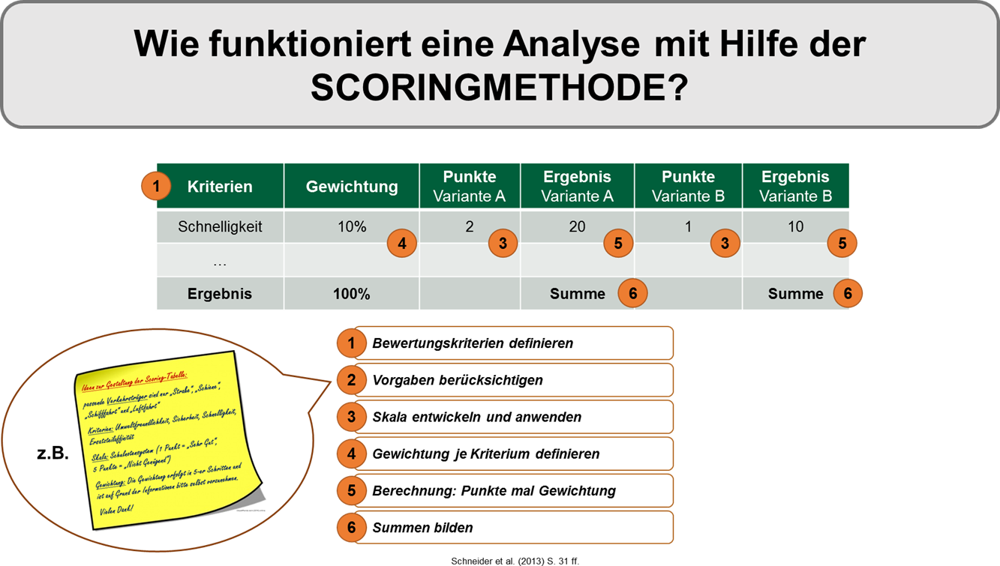 Wie funktioniert eine Analyse mit Hilfe der
SCORINGMETHODE?
1 Kriterien Gewichtung Punkte Variante A Ergebnis Variante A Punkte Variante B Ergebnis Variante B
Schnelligkeit 10% 2 20 1 10
4 3 5 3 5
…
Ergebnis 100% Summe 6 Summe 6
z.B.
Ideen zur Gestaltung der Scoring-Tabelle:
passende Verkehrsträger sind nur „Straße", „Schiene",
„Schifffahrt" und „Luftfahrt"
Kriterien: Umweltfreundlichkeit, Sicherheit, Schnelligkeit,
Ersatzteilaffinität
Skala: Schulnotensystem (1 Punkt = „Sehr Gut",
5 Punkte = „Nicht Genügend")
Gewichtung: Die Gewichtung erfolgt in 5-er Schritten und
ist auf Grund der Informationen bitte selbst vorzunehmen.
Vielen Dank!
1 Bewertungskriterien definieren
2 Vorgaben berücksichtigen
3 Skala entwickeln und anwenden
4 Gewichtung je Kriterium definieren
5 Berechnung: Punkte mal Gewichtung
6 Summen bilden
Schneider et al. (2013) S. 31 ff.